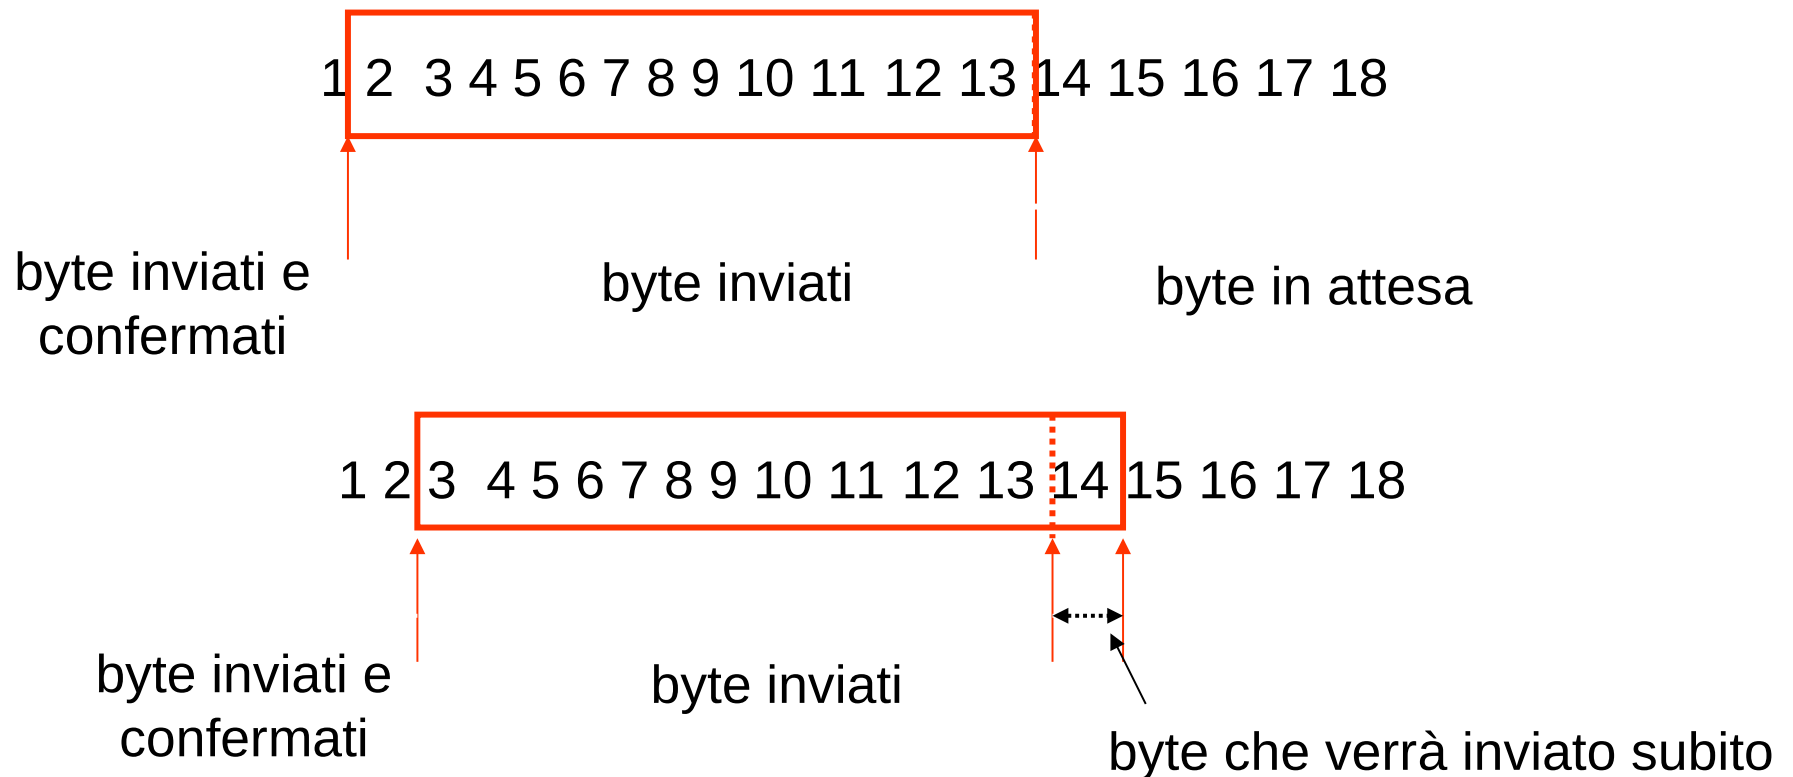 1 2 3 4 5 6 7 8 9 10 11 12 13 14 15 16 17 18
byte inviati e
confermati
byte inviati
byte in attesa
1 2 3 4 5 6 7 8 9 10 11 12 13 14 15 16 17 18
byte inviati e
confermati
byte inviati
byte che verrà inviato subito